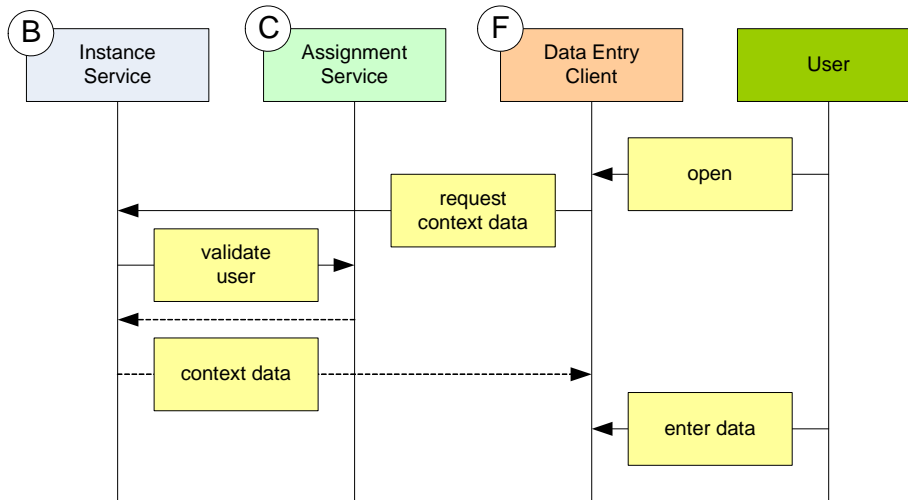 B
Instance
Service
C
Assignment
Service
F
Data Entry
Client
User
open
request
context data
validate
user
context data
enter data